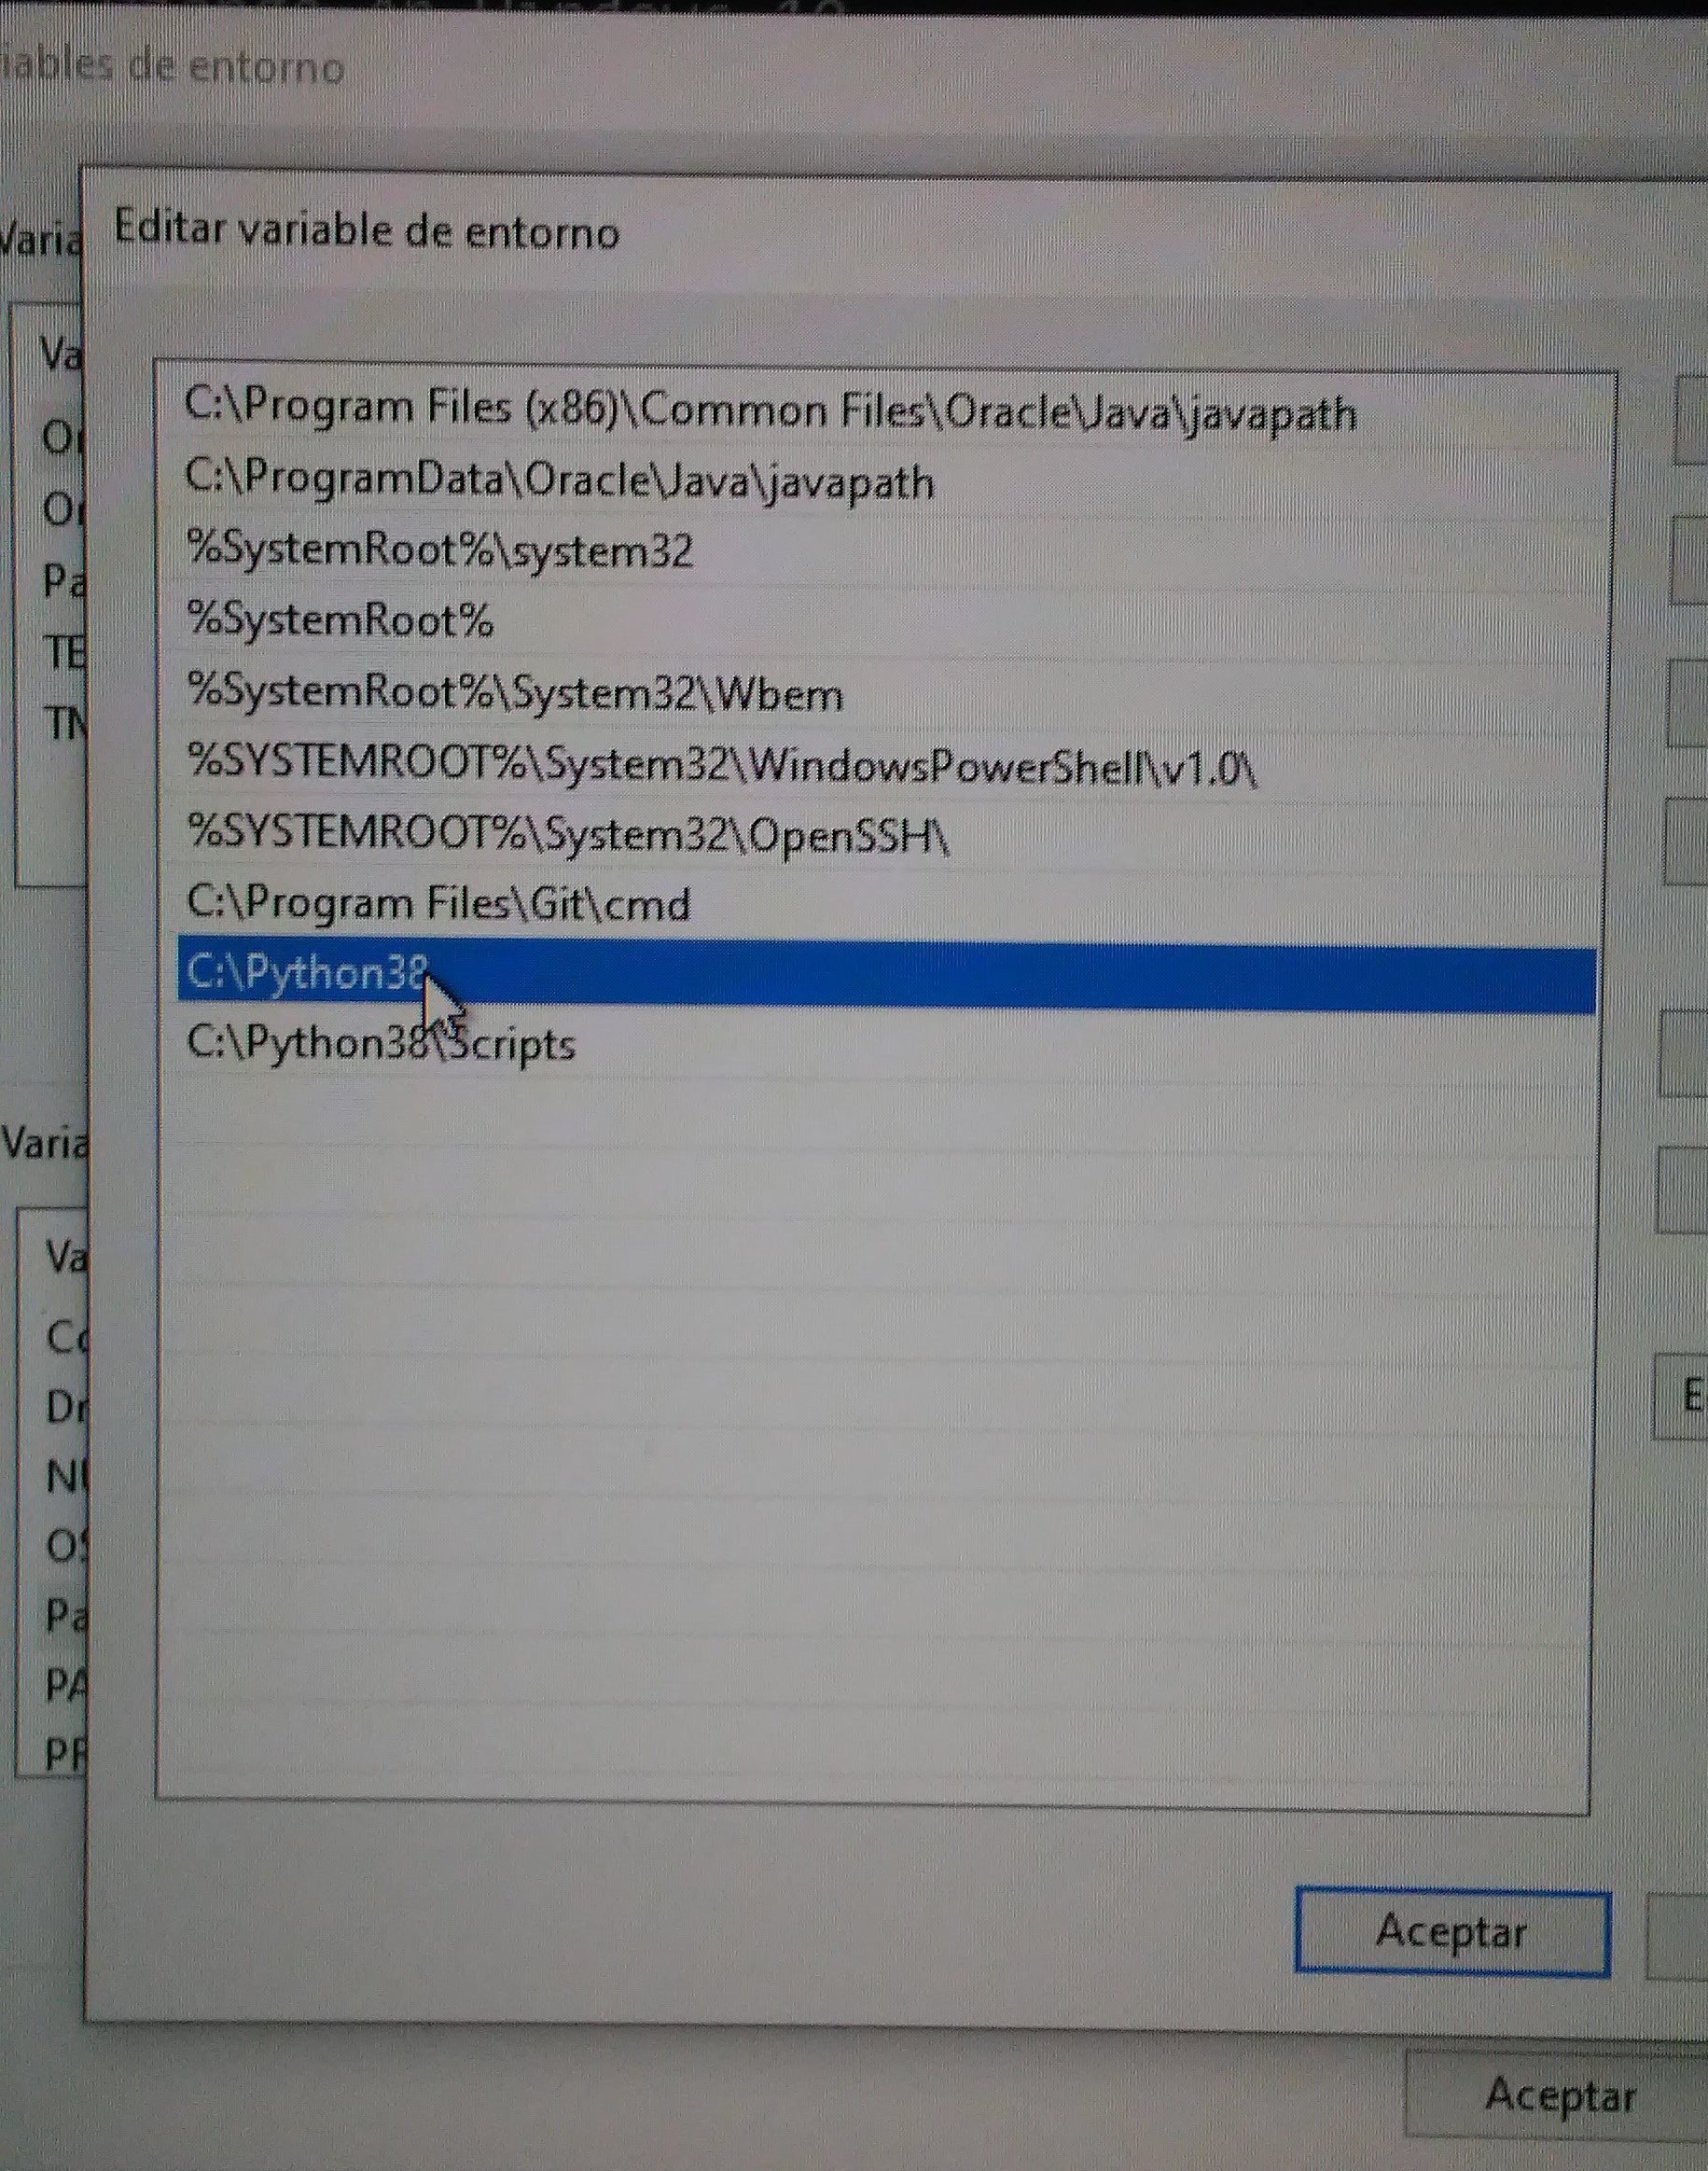 iables de entorno
Editar variable de entorno
Varia
Va
Pa
TE
C:\Program Files (x86)\Common Files\Oracle\Java\javapath
C:\ProgramData\Oracle\Java\javapath
%SystemRoot%\system32
%SystemRoot%
%SystemRoot%\System32\Wbem
%SYSTEMROOT%\System32\WindowsPowerShell\v1.0\
%SYSTEMROOT%\System32\OpenSSH\
C:\Program Files\Git\cmd
C:\Python38
C:\Python38\Scripts
Varia
Va
Co
Dr
OS
Pa
PA
E
Aceptar
Aceptar